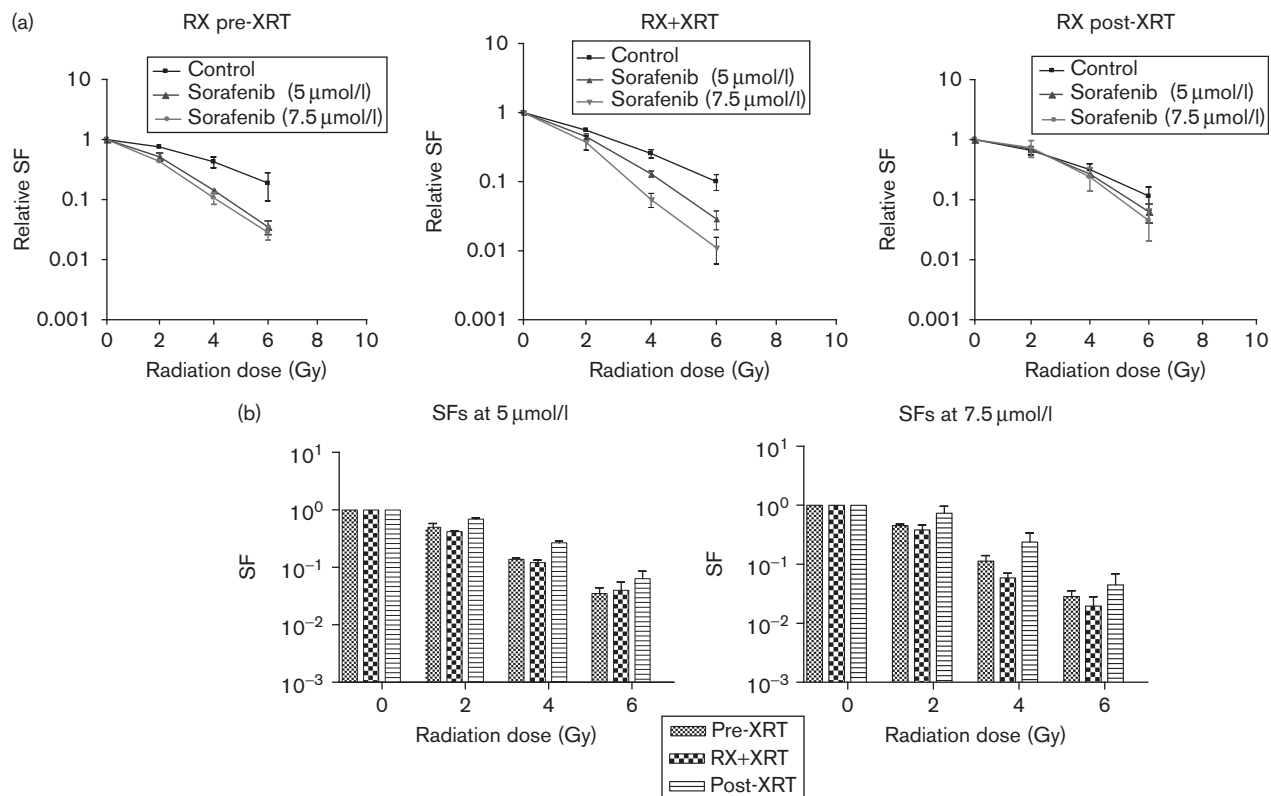 (a)
RX pre-XRT
Control
Sorafenib (5 µmol/l)
Sorafenib (7.5 µmol/l)
10
1
0.1
0.01
0.001
Relative SF
0 2 4 6 8 10
Radiation dose (Gy)
RX+XRT
Control
Sorafenib (5 µmol/l)
Sorafenib (7.5 µmol/l)
10
1
0.1
0.01
0.001
Relative SF
0 2 4 6 8 10
Radiation dose (Gy)
RX post-XRT
Control
Sorafenib (5 µmol/l)
Sorafenib (7.5 µmol/l)
10
1
0.1
0.01
0.001
Relative SF
0 2 4 6 8 10
Radiation dose (Gy)
(b)
SFs at 5 µmol/l
10¹
10⁰
10⁻¹
10⁻²
10⁻³
SF
0 2 4 6
Radiation dose (Gy)
SFs at 7.5 µmol/l
10¹
10⁰
10⁻¹
10⁻²
10⁻³
SF
0 2 4 6
Radiation dose (Gy)
Pre-XRT
RX+XRT
Post-XRT